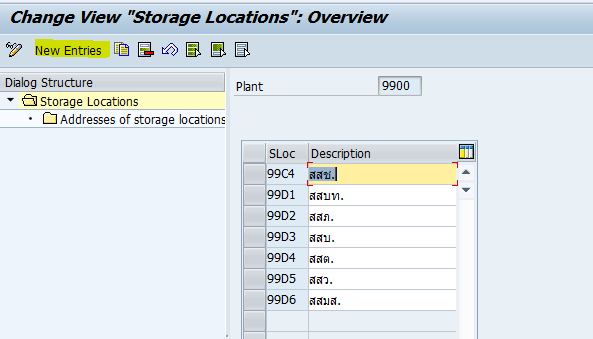 Change View "Storage Locations": Overview
New Entries
Dialog Structure
Storage Locations
Addresses of storage locations
Plant 9900
SLoc Description
99C4 สสช.
99D1 สสบท.
99D2 สสภ.
99D3 สสบ.
99D4 สสต.
99D5 สสว.
99D6 สสมส.